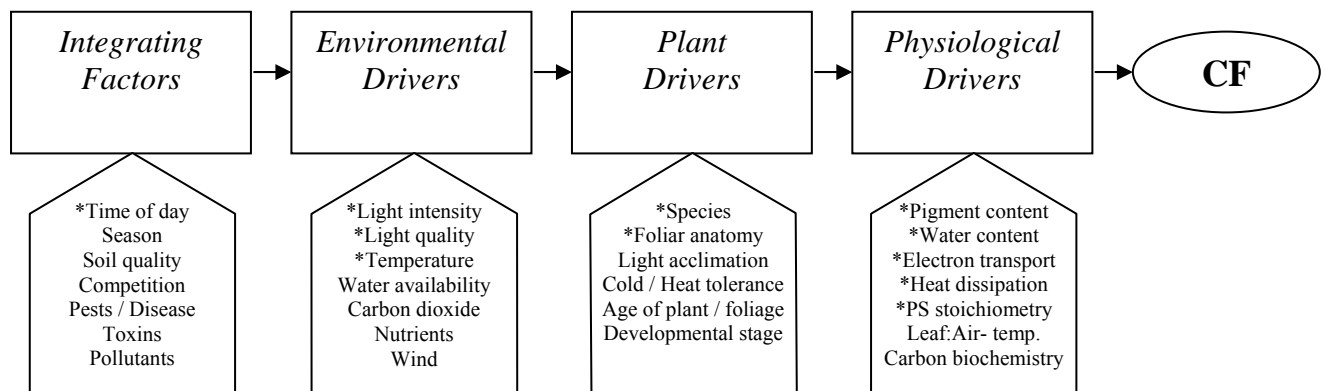 Integrating
Factors
Environmental
Drivers
Plant
Drivers
Physiological
Drivers
CF
*Time of day
Season
Soil quality
Competition
Pests / Disease
Toxins
Pollutants
*Light intensity
*Light quality
*Temperature
Water availability
Carbon dioxide
Nutrients
Wind
*Species
*Foliar anatomy
Light acclimation
Cold / Heat tolerance
Age of plant / foliage
Developmental stage
*Pigment content
*Water content
*Electron transport
*Heat dissipation
*PS stoichiometry
Leaf:Air- temp.
Carbon biochemistry